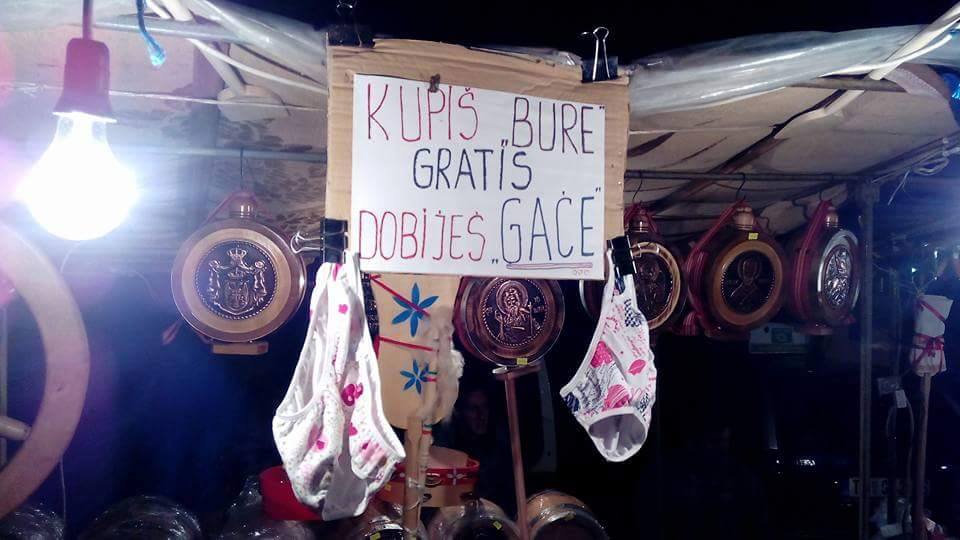 KUPIŠ „BURE"
GRATIS
DOBIJEŠ „GAĆE"